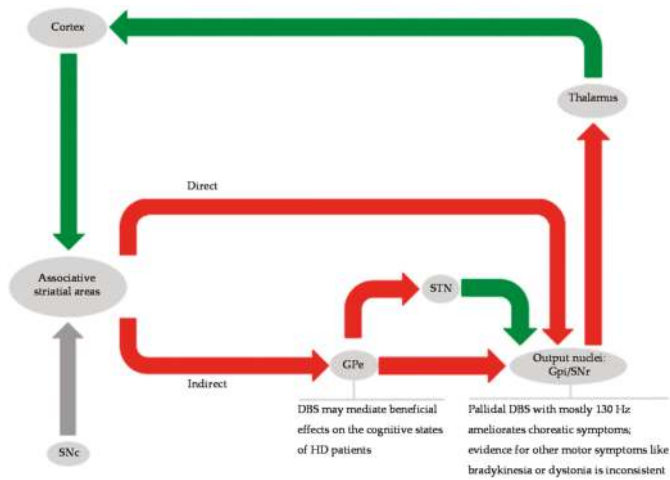 Cortex
Thalamus
Direct
Associative
striatial areas
STN
GPe
Output nuclei:
Gpi/SNr
Indirect
DBS may mediate beneficial
effects on the cognitive states
of HD patients
Pallidal DBS with mostly 130 Hz
ameliorates choreatic symptoms;
evidence for other motor symptoms like
bradykinesia or dystonia is inconsistent
SNc